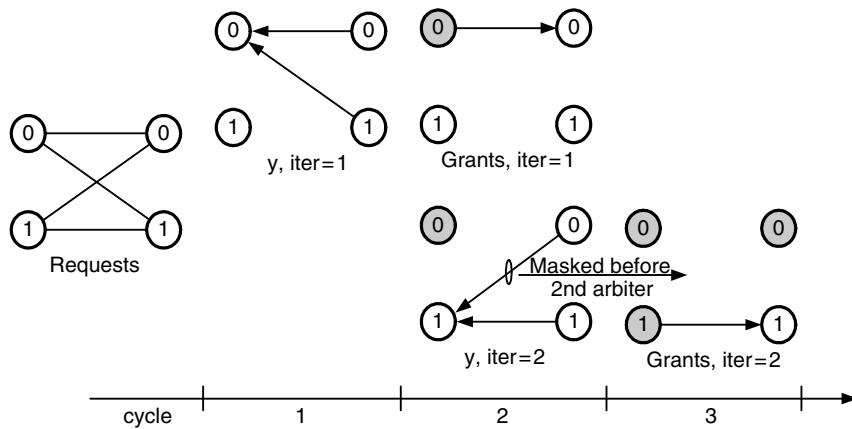 0 0 0 0
0 0
1 1 1 1
y, iter=1 Grants, iter=1
1 1
Requests
0 0 0 0
Masked before
2nd arbiter
1 1 1 1
y, iter=2 Grants, iter=2
cycle 1 2 3